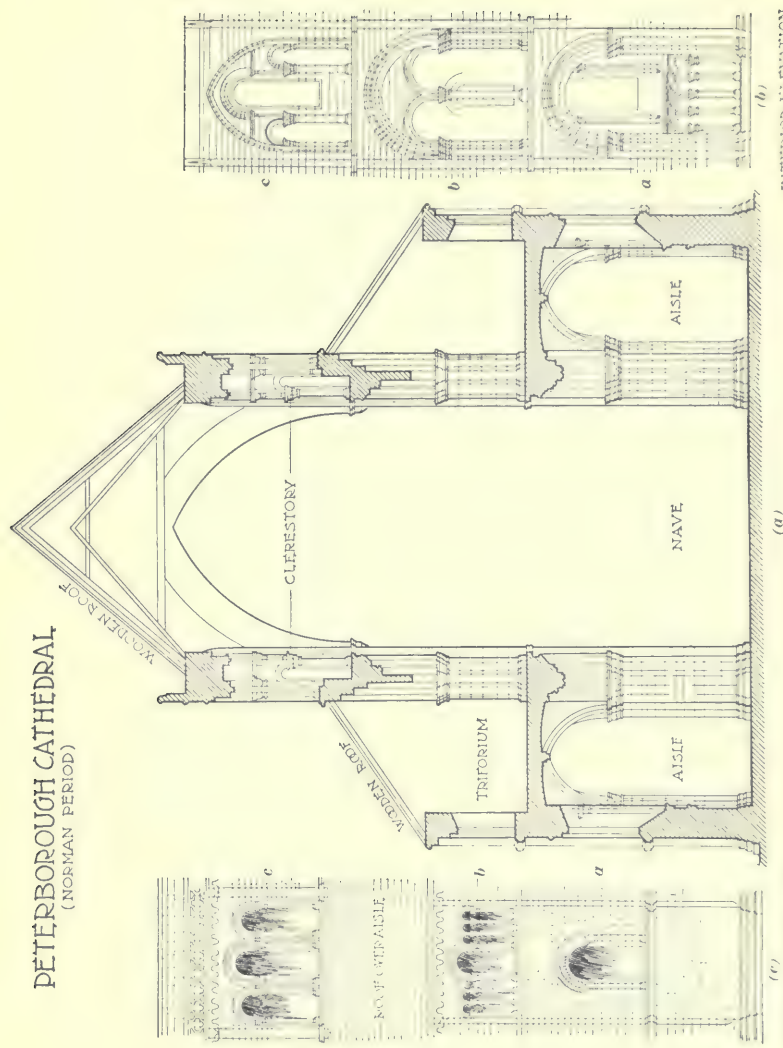 PETERBOROUGH CATHEDRAL
(NORMAN PERIOD)
WOODEN ROOF
CLERESTORY
WOODEN ROOF
TRIFORIUM
AISLE
NAVE
AISLE
c
ROOF OVER AISLE
b
a
(c)
(a)
c
b
a
(b)